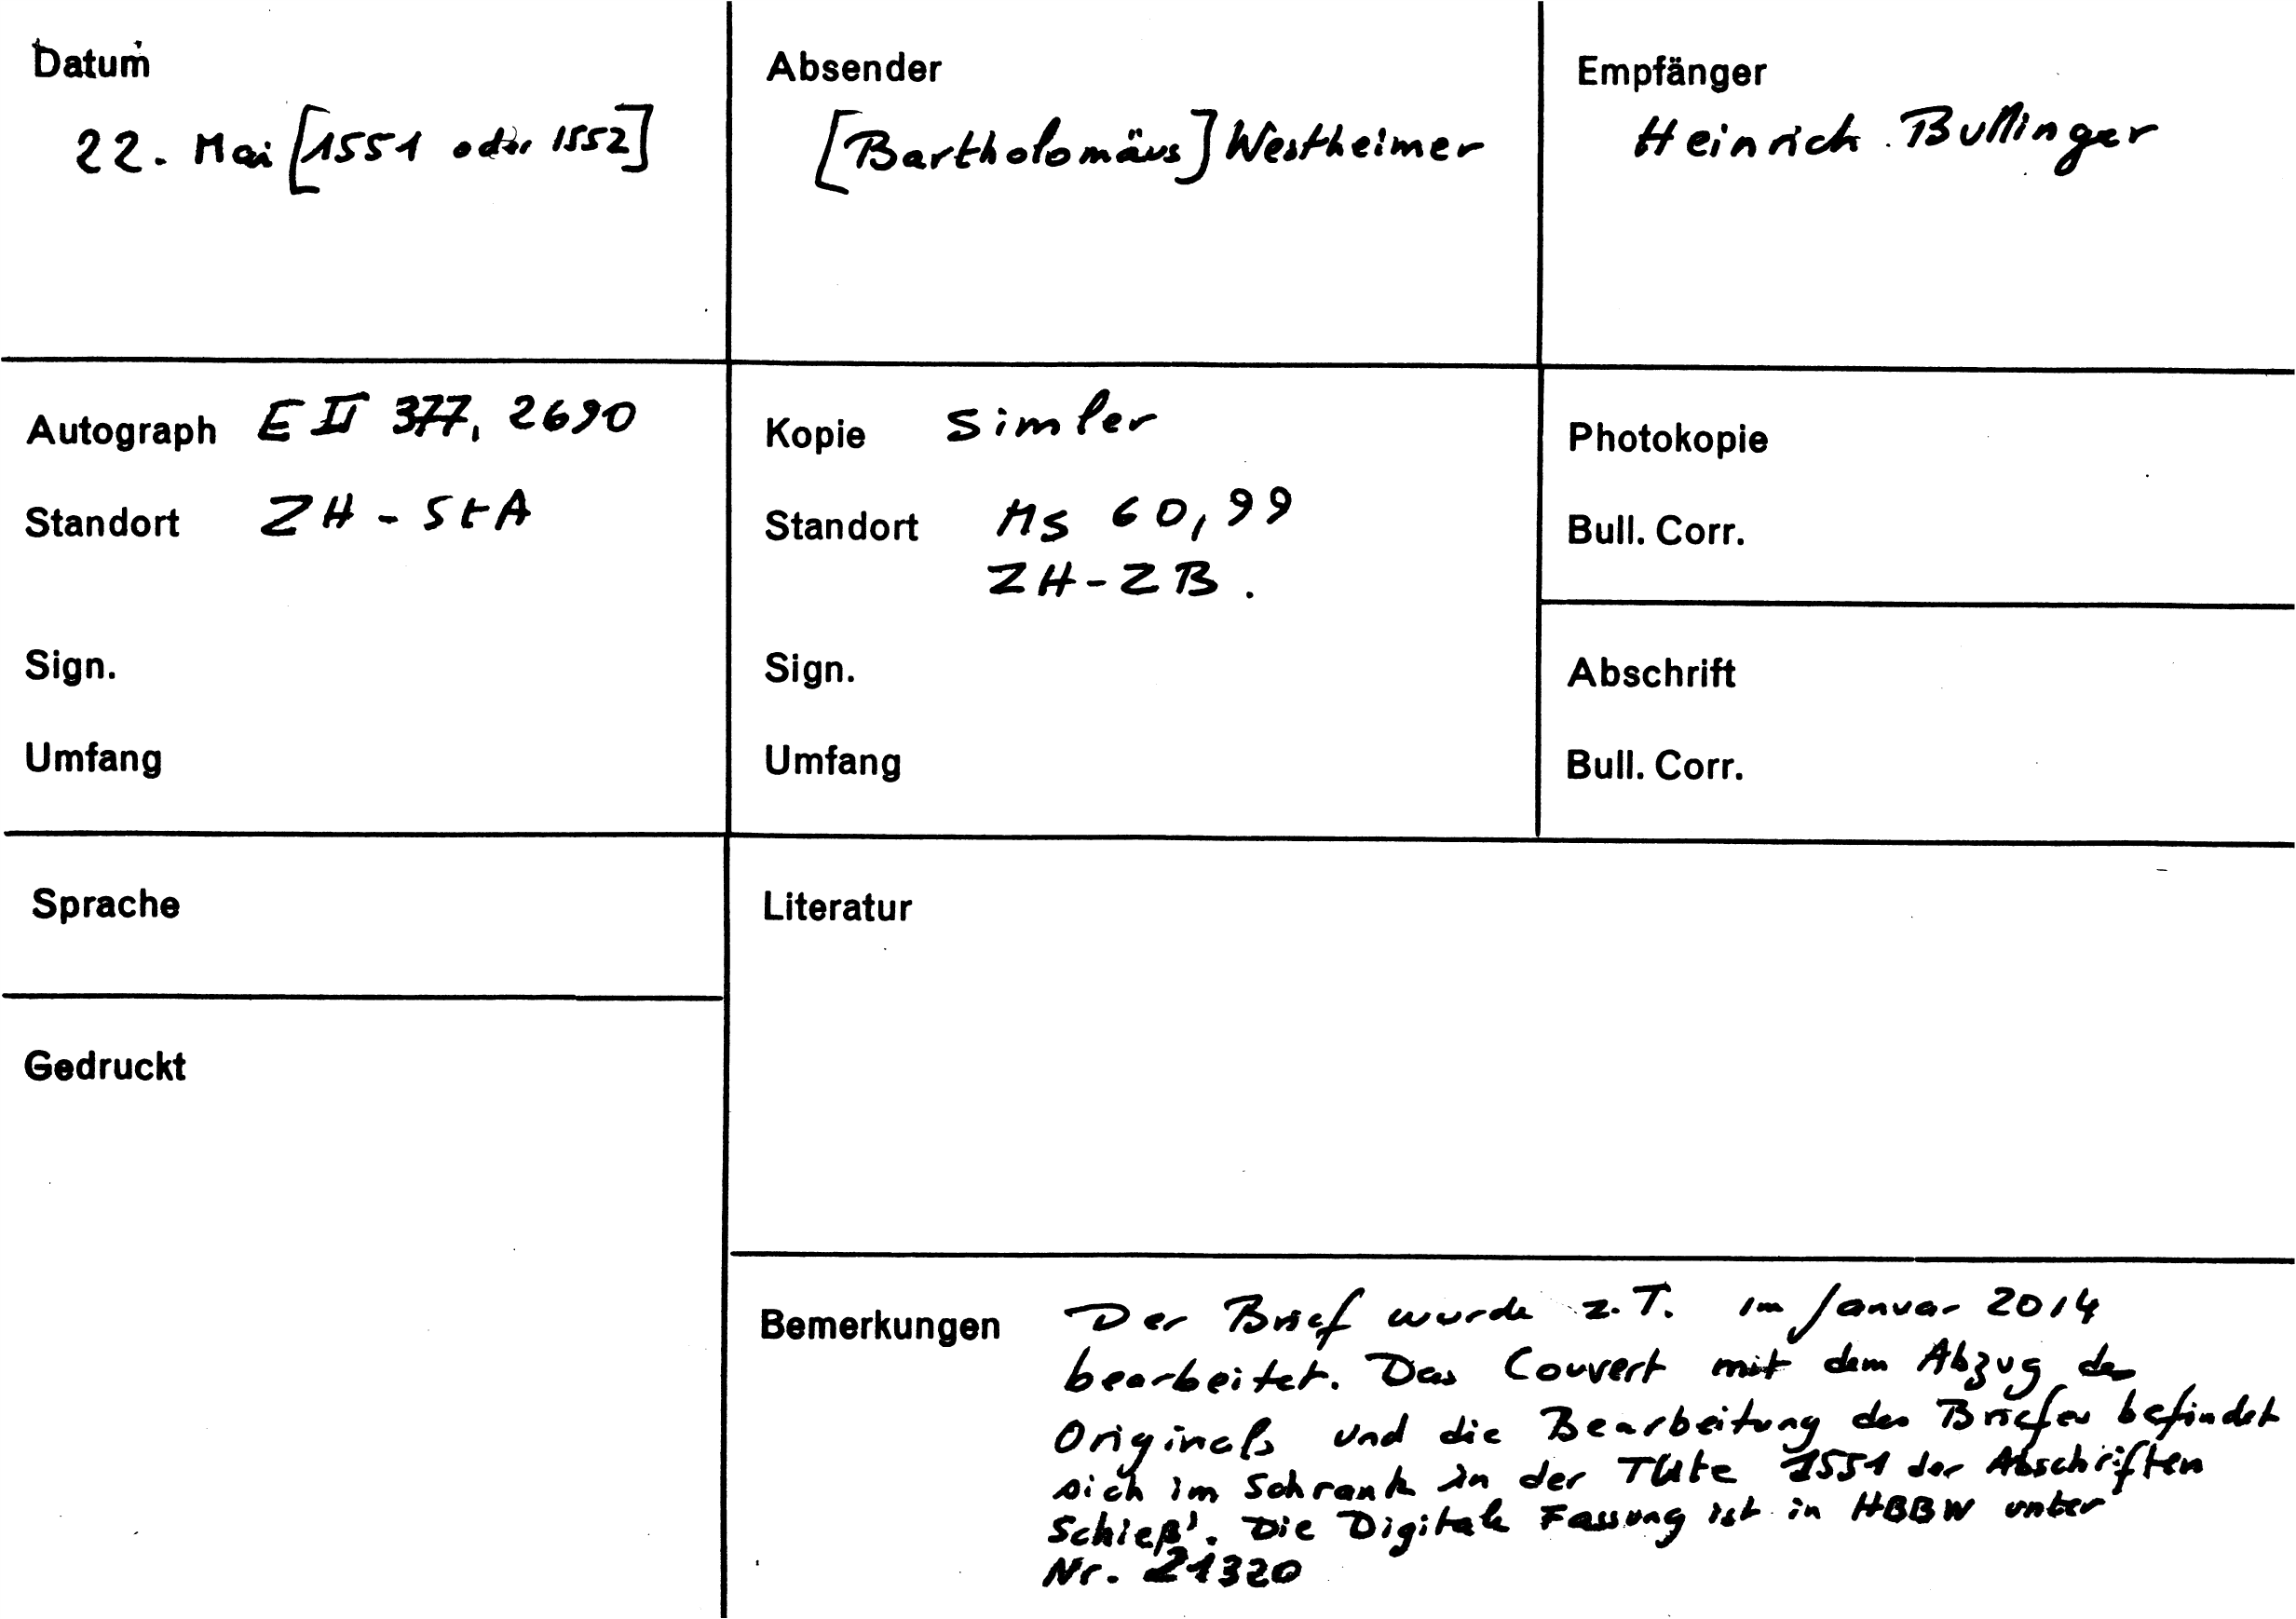 Datum
22. Mai [1551 oder 1552]
Absender
[Bartholomäus] Westheimer
Empfänger
Heinrich Bullinger
Autograph E II 377, 2690
Standort ZH - StA
Sign.
Umfang
Kopie Simler
Standort Ms 60, 99
ZH-ZB.
Sign.
Umfang
Photokopie
Bull. Corr.
Abschrift
Bull. Corr.
Sprache
Gedruckt
Literatur
Bemerkungen Der Brief wurde z. T. im Januar 2014
bearbeitet. Das Couvert mit dem Abzug des
Originals und die Bearbeitung des Briefes befindet
sich im Schrank in der Tüte 1551 der Abschriften
Schieß'. Die Digitale Fassung ist in HBBW unter
Nr. 21320